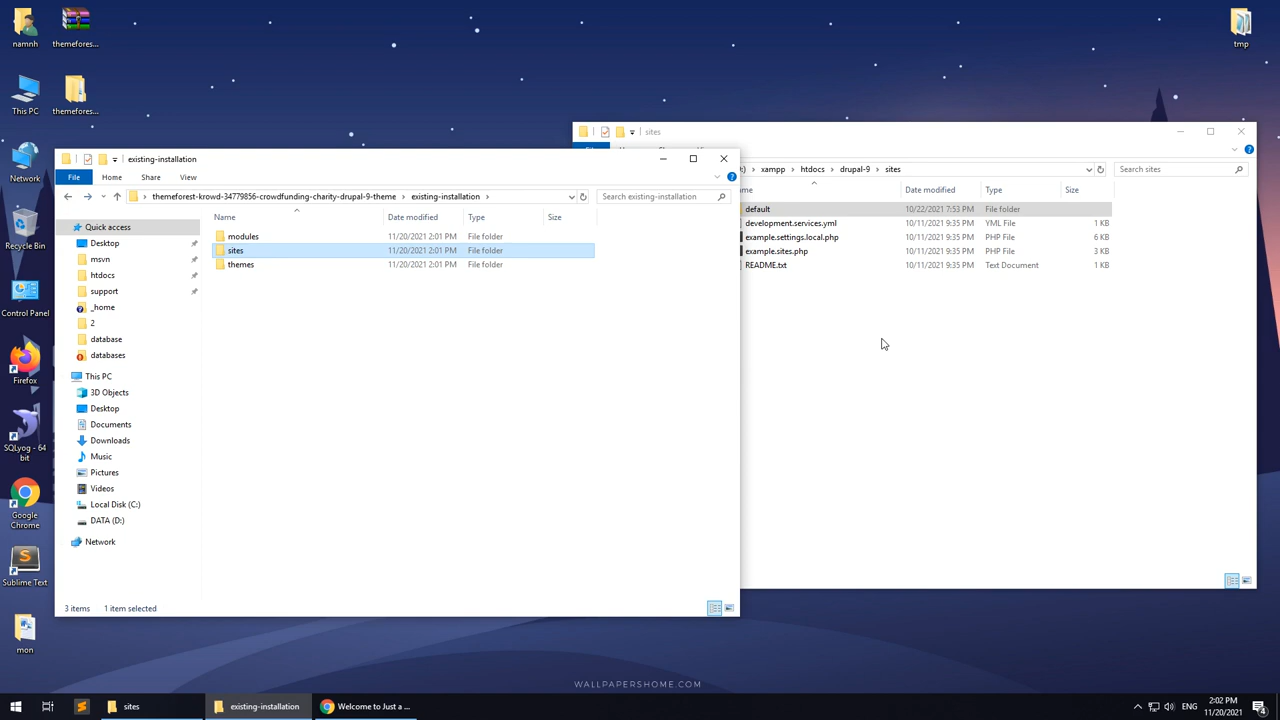 namnh
themefores...
tmp
This PC
themefores...
Network
Recycle Bin
Control Panel
Firefox
SQLyog - 64
bit
Google
Chrome
Sublime Text
mon
sites
xampp
htdocs
drupal-9
sites
Search sites
Date modified
Type
Size
default
10/22/2021 7:53 PM
File folder
development.services.yml
10/11/2021 9:35 PM
YML File
1 KB
example.settings.local.php
10/11/2021 9:35 PM
PHP File
6 KB
example.sites.php
10/11/2021 9:35 PM
PHP File
3 KB
README.txt
10/11/2021 9:35 PM
Text Document
1 KB
existing-installation
File
Home
Share
View
themeforest-krowd-34779856-crowdfunding-charity-drupal-9-theme
existing-installation
Search existing-installation
Quick access
Desktop
msvn
htdocs
support
_home
2
database
databases
This PC
3D Objects
Desktop
Documents
Downloads
Music
Pictures
Videos
Local Disk (C:)
DATA (D:)
Network
Name
Date modified
Type
Size
modules
11/20/2021 2:01 PM
File folder
sites
11/20/2021 2:01 PM
File folder
themes
11/20/2021 2:01 PM
File folder
3 items
1 item selected
WALLPAPERSHOME.COM
sites
existing-installation
Welcome to Just a ...
ENG
2:02 PM
11/20/2021
4